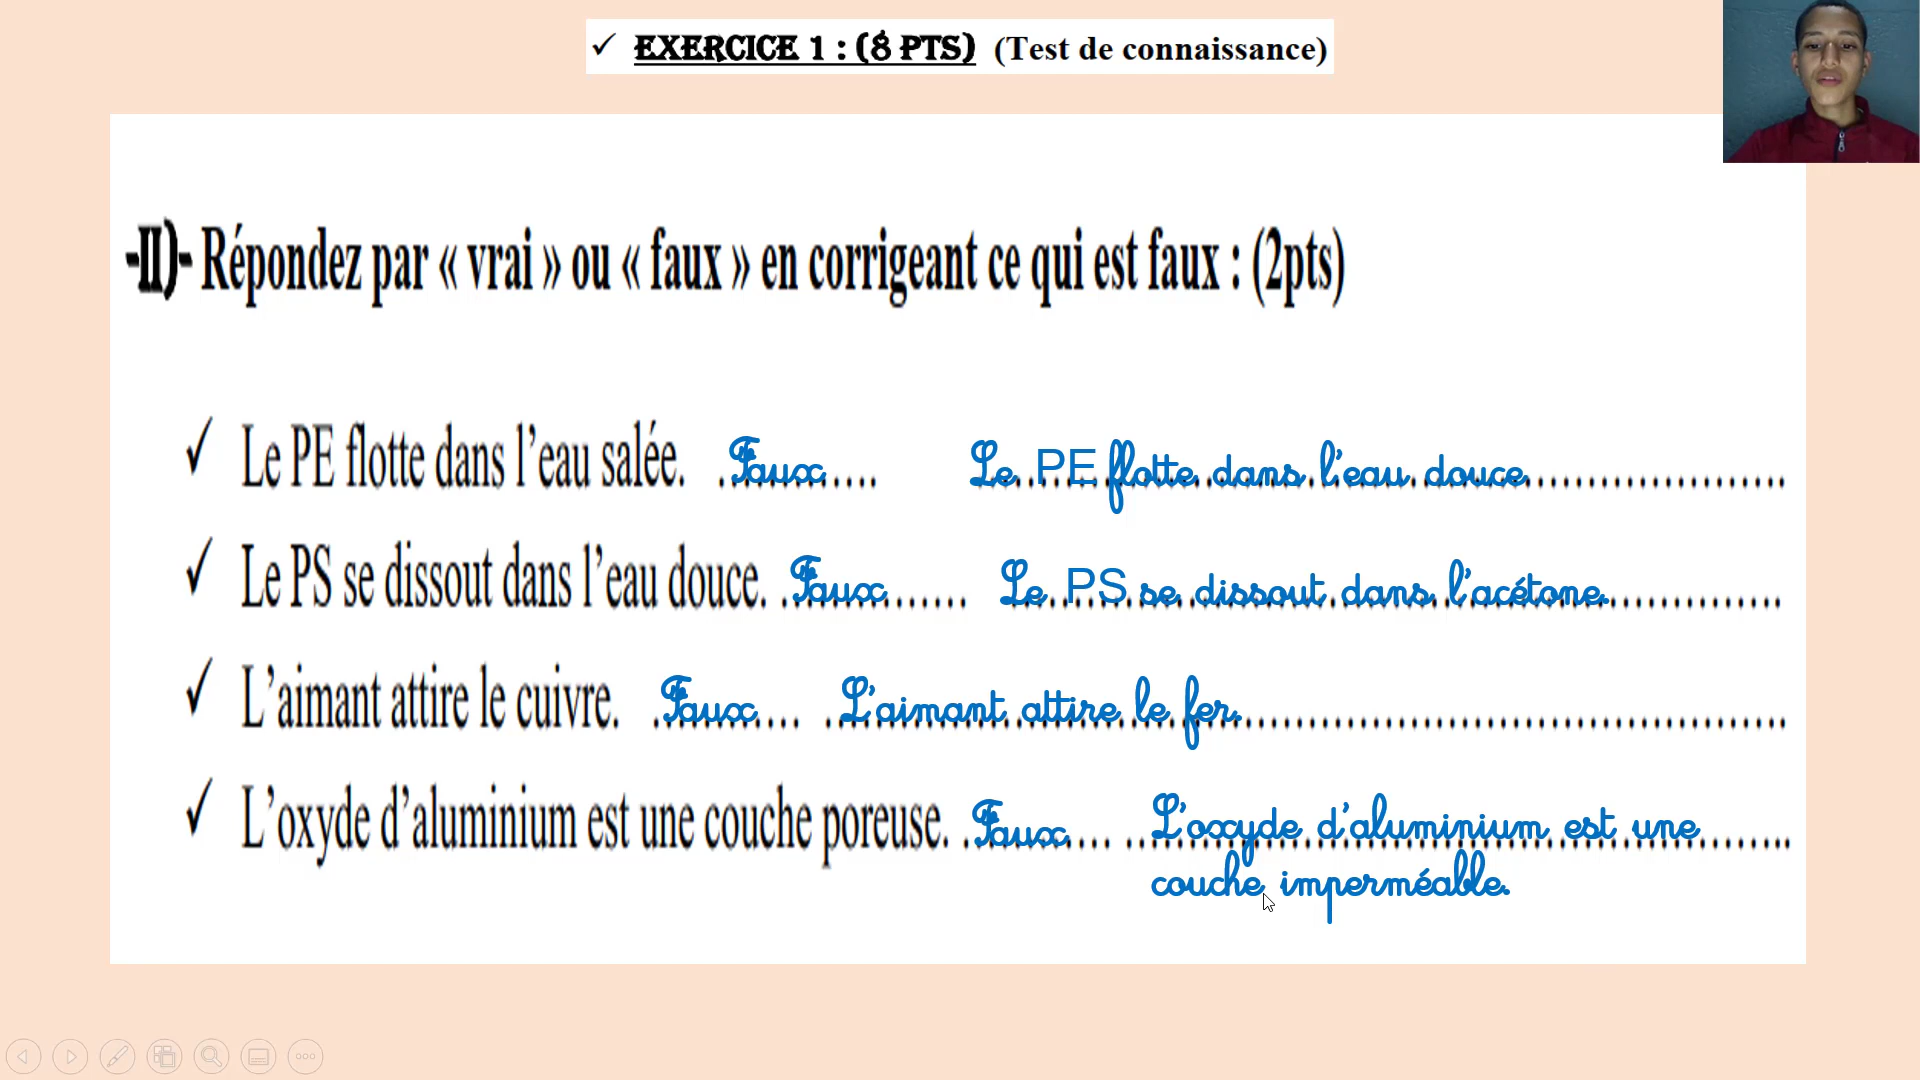 ✓ EXERCICE 1 : (8 PTS) (Test de connaissance)
-II)- Répondez par « vrai » ou « faux » en corrigeant ce qui est faux : (2pts)
✓ Le PE flotte dans l’eau salée. Faux Le PE flotte dans l’eau douce.
✓ Le PS se dissout dans l’eau douce. Faux Le PS se dissout dans l’acétone.
✓ L’aimant attire le cuivre. Faux L’aimant attire le fer.
✓ L’oxyde d’aluminium est une couche poreuse. Faux L’oxyde d’aluminium est une
couche imperméable.